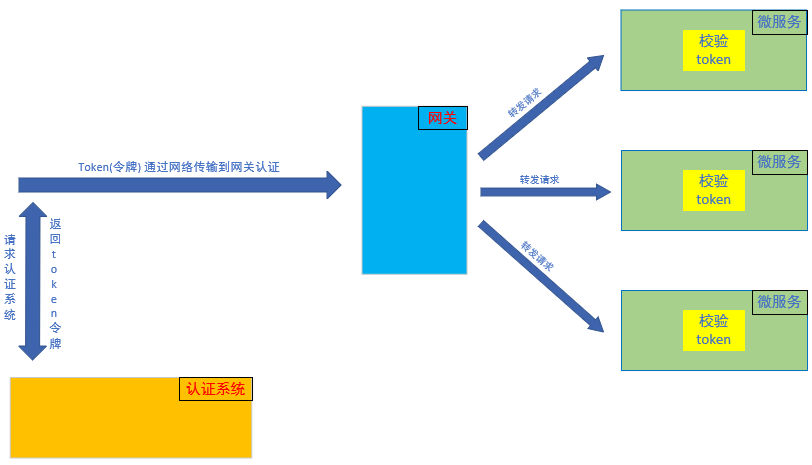 微服务
校验
token
转发请求
网关
Token(令牌) 通过网络传输到网关认证
转发请求
微服务
校验
token
请求认证系统
返回token令牌
转发请求
微服务
校验
token
认证系统